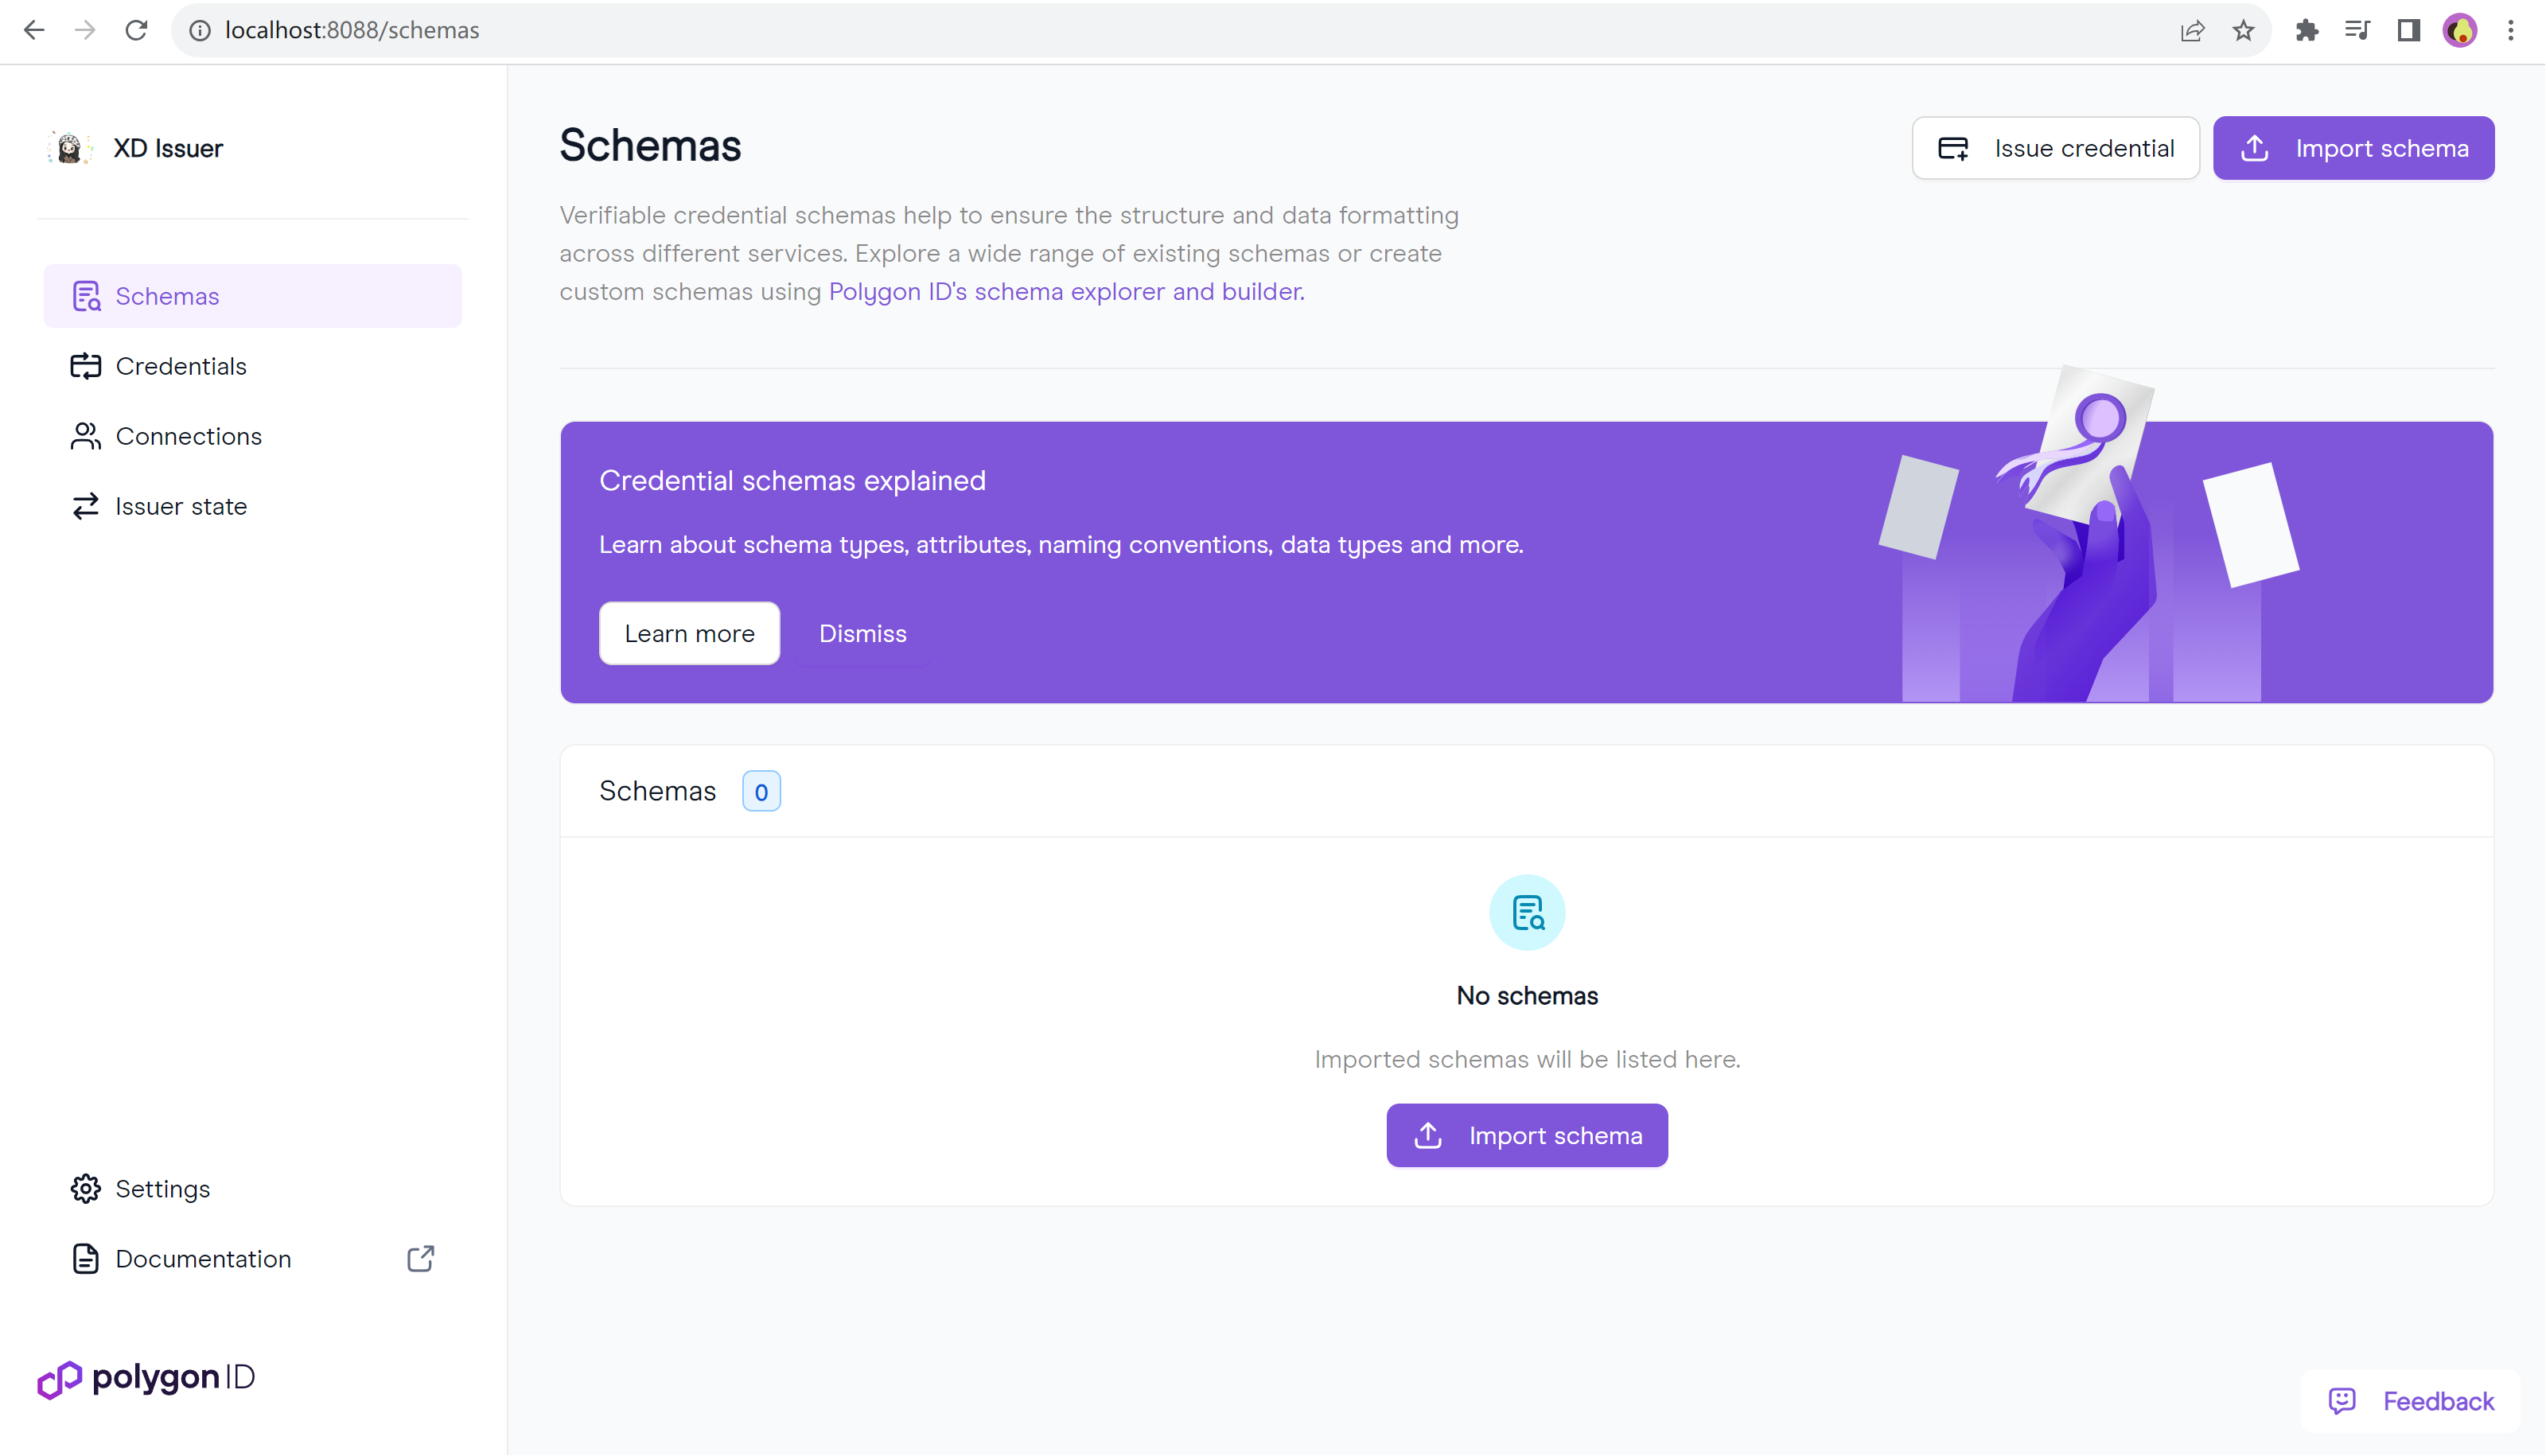 localhost:8088/schemas
XD Issuer
Schemas
Credentials
Connections
Issuer state
Settings
Documentation
polygon ID
Schemas
Issue credential
Import schema
Verifiable credential schemas help to ensure the structure and data formatting
across different services. Explore a wide range of existing schemas or create
custom schemas using Polygon ID's schema explorer and builder.
Credential schemas explained
Learn about schema types, attributes, naming conventions, data types and more.
Learn more
Dismiss
Schemas 0
No schemas
Imported schemas will be listed here.
Import schema
Feedback